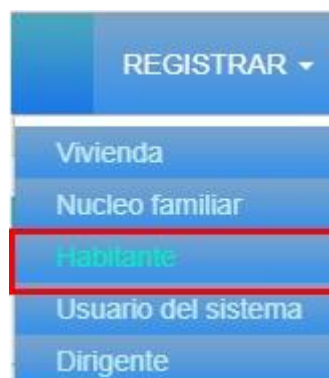 REGISTRAR
Vivienda
Nucleo familiar
Habitante
Usuario del sistema
Dirigente